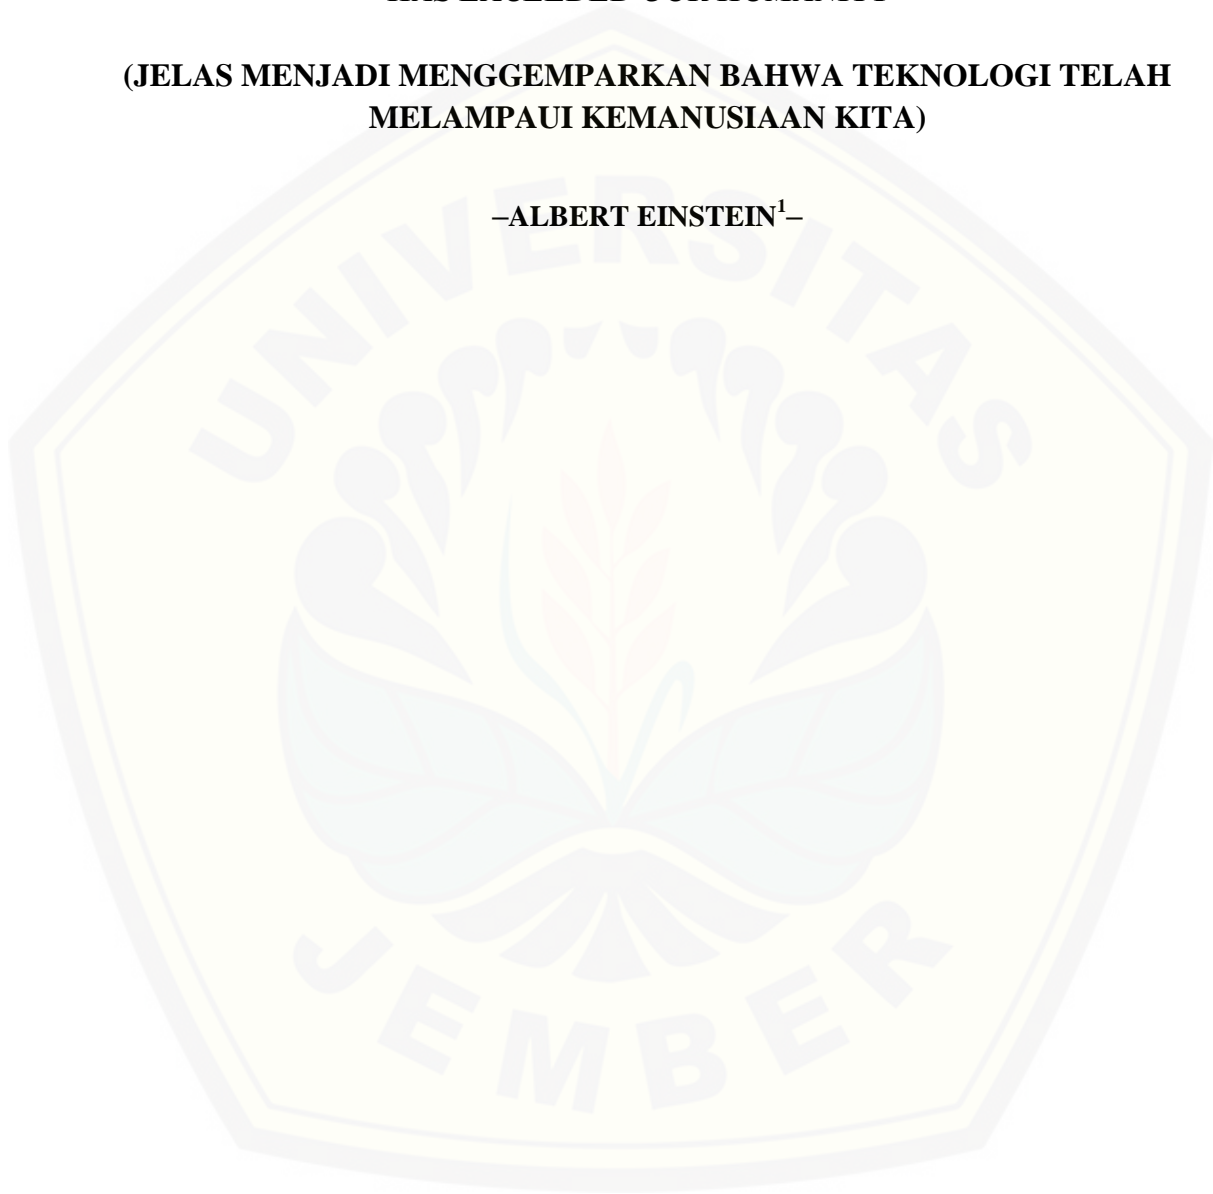 (JELAS MENJADI MENGGEMPARKAN BAHWA TEKNOLOGI TELAH
MELAMPAUI KEMANUSIAAN KITA)
–ALBERT EINSTEIN¹–
UNIVERSITAS
JEMBER